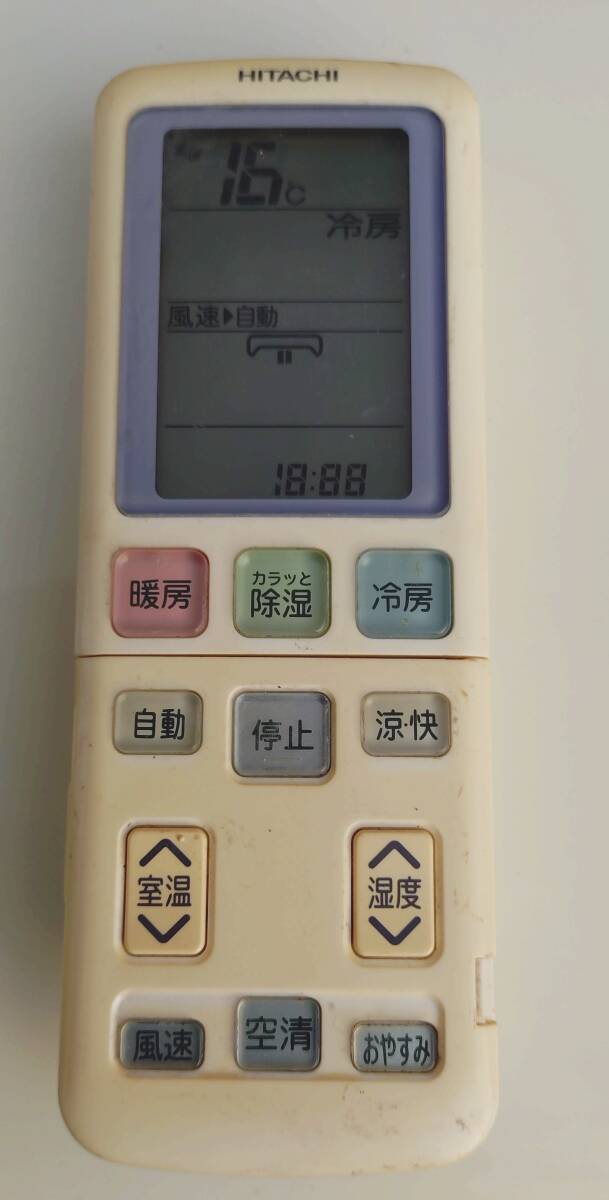 HITACHI
16℃
冷房
風速▶自動
18:88
暖房
カラッと
除湿
冷房
自動
停止
涼・快
室温
湿度
風速
空清
おやすみ